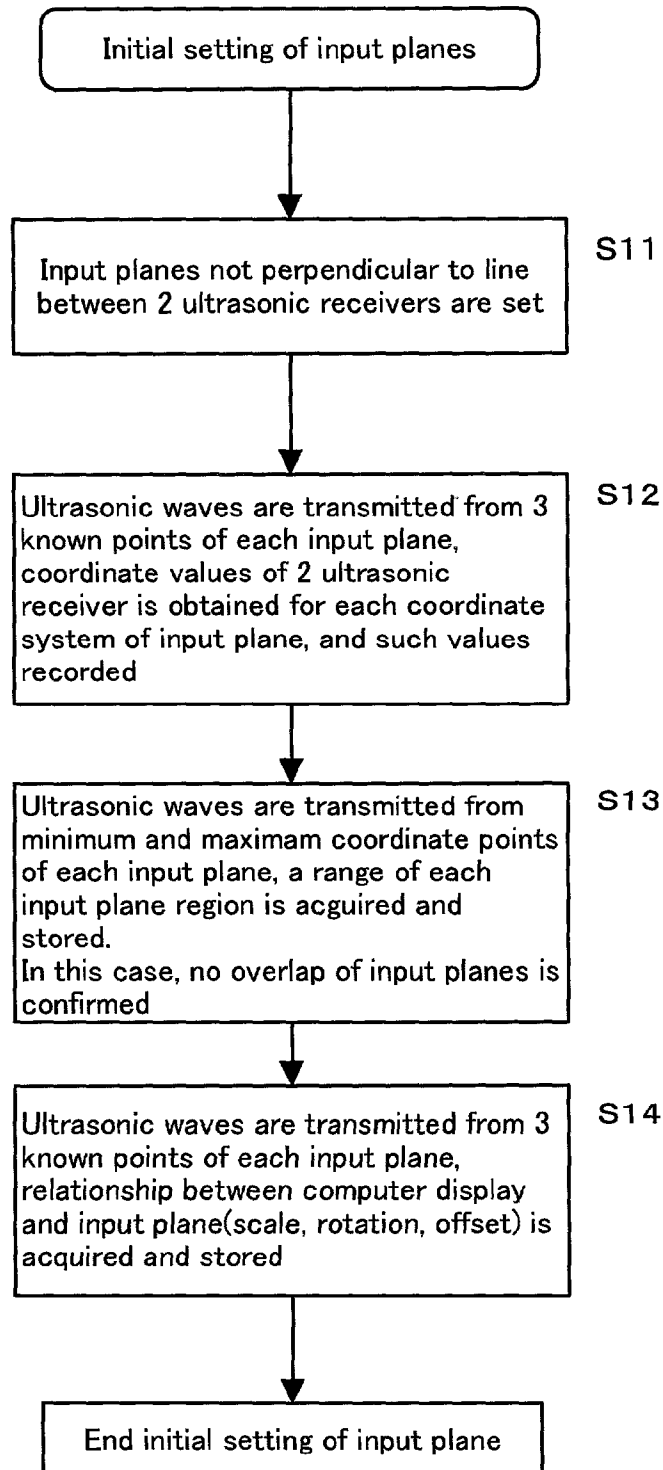 Initial setting of input planes
S11
Input planes not perpendicular to line
between 2 ultrasonic receivers are set
S12
Ultrasonic waves are transmitted from 3
known points of each input plane,
coordinate values of 2 ultrasonic
receiver is obtained for each coordinate
system of input plane, and such values
recorded
S13
Ultrasonic waves are transmitted from
minimum and maximam coordinate points
of each input plane, a range of each
input plane region is acguired and
stored.
In this case, no overlap of input planes is
confirmed
S14
Ultrasonic waves are transmitted from 3
known points of each input plane,
relationship between computer display
and input plane(scale, rotation, offset) is
acquired and stored
End initial setting of input plane